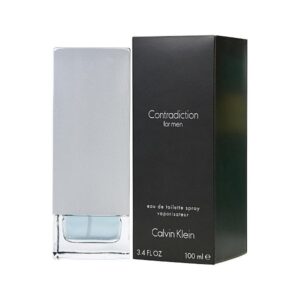 Contradiction
for men
eau de toilette spray
vaporisateur
Calvin Klein
3.4 FL OZ 100 ml e